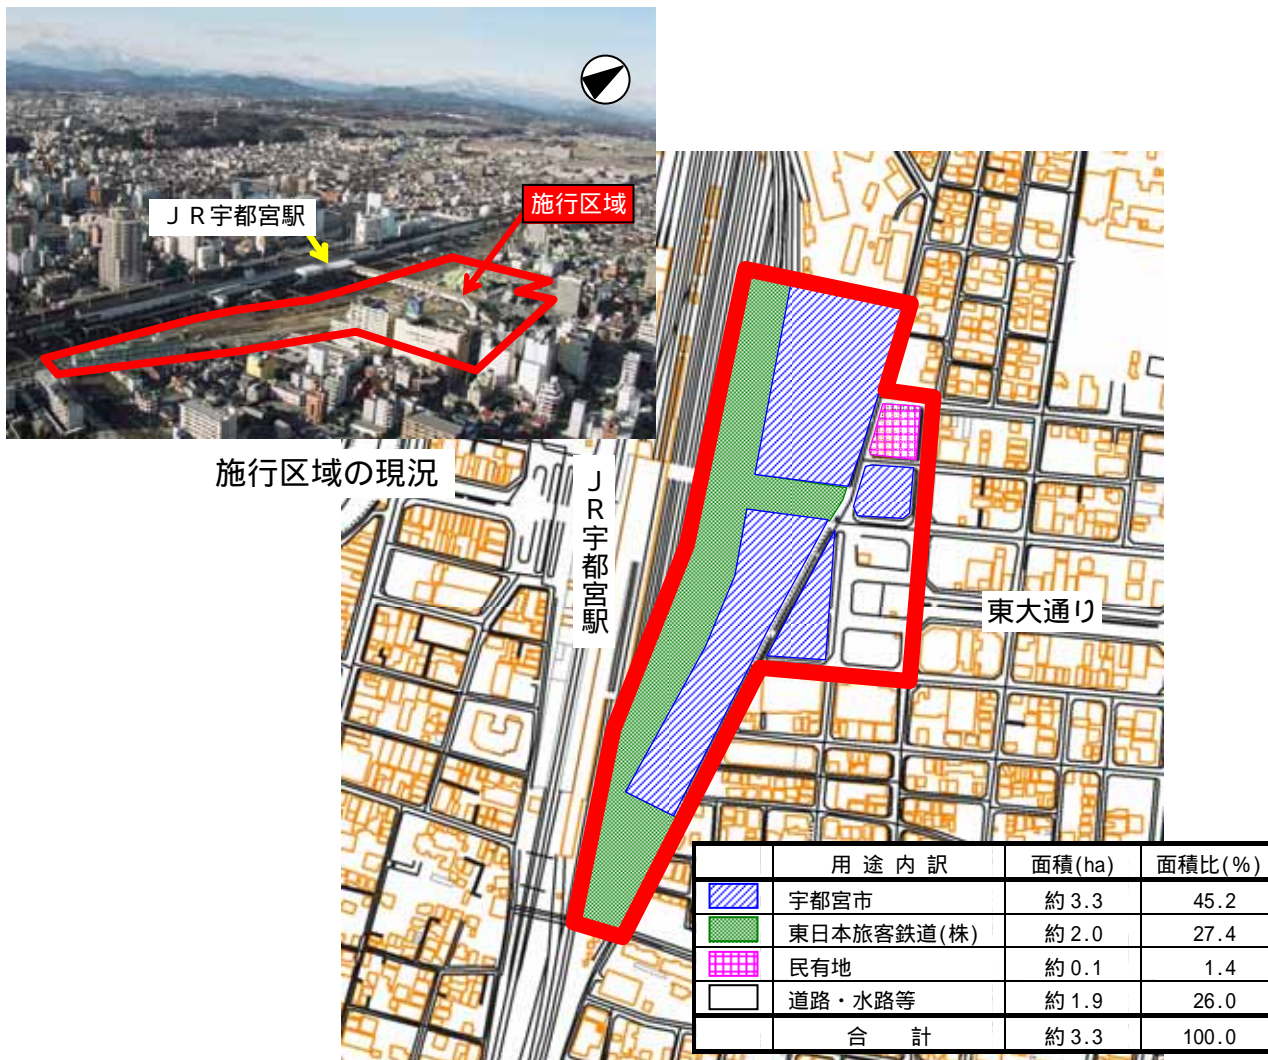 JR宇都宮駅
施行区域
施行区域の現況
JR宇都宮駅
東大通り
用途内訳 面積(ha) 面積比(%)
宇都宮市 約3.3 45.2
東日本旅客鉄道(株) 約2.0 27.4
民有地 約0.1 1.4
道路・水路等 約1.9 26.0
合計 約3.3 100.0